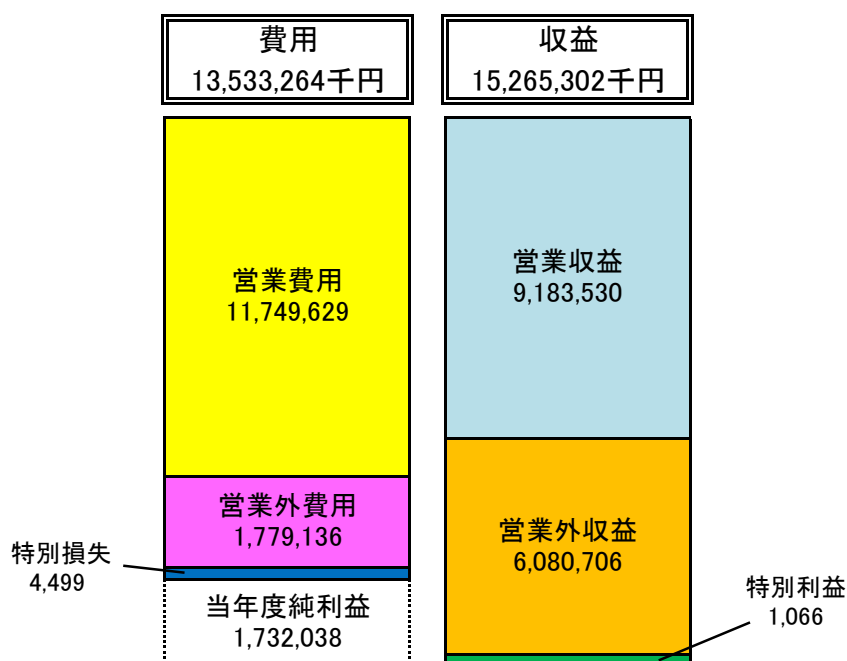 費用
13,533,264千円
収益
15,265,302千円
営業費用
11,749,629
営業収益
9,183,530
営業外費用
1,779,136
営業外収益
6,080,706
特別損失
4,499
当年度純利益
1,732,038
特別利益
1,066